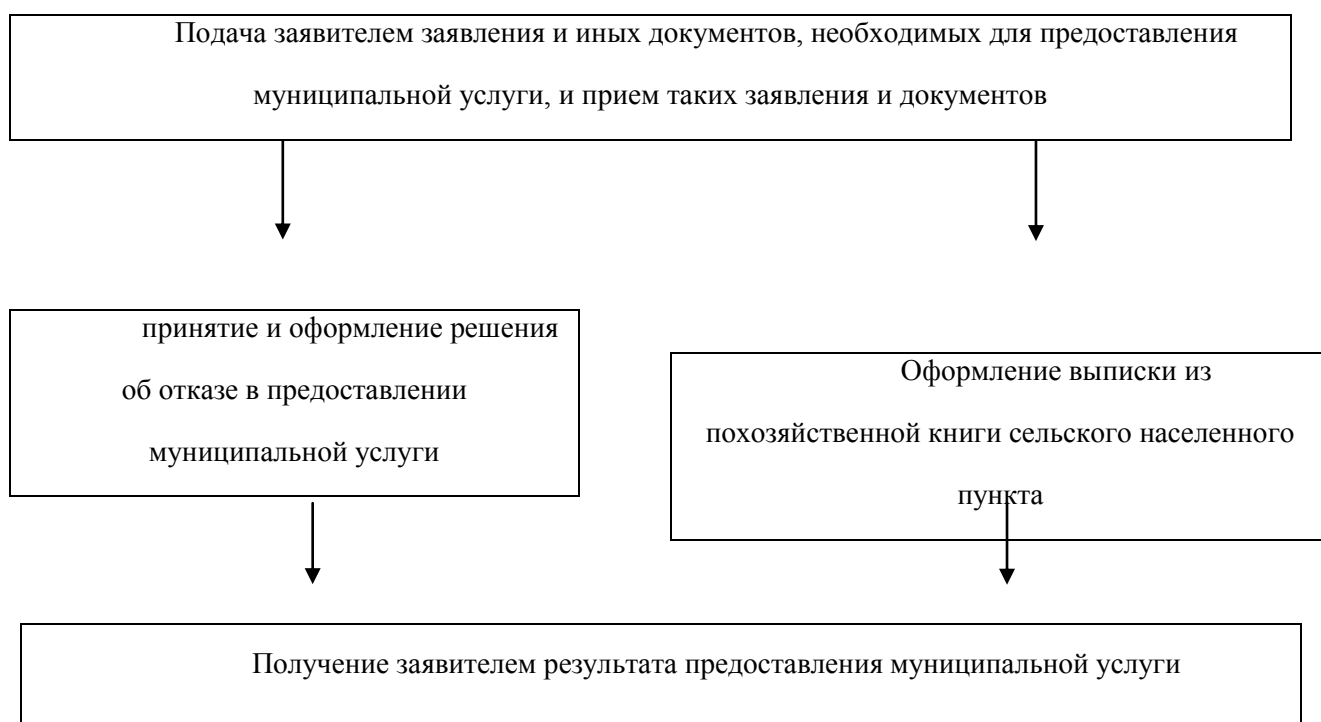 Подача заявителем заявления и иных документов, необходимых для предоставления
муниципальной услуги, и прием таких заявления и документов
принятие и оформление решения
об отказе в предоставлении
муниципальной услуги
Оформление выписки из
похозяйственной книги сельского населенного
пункта
Получение заявителем результата предоставления муниципальной услуги